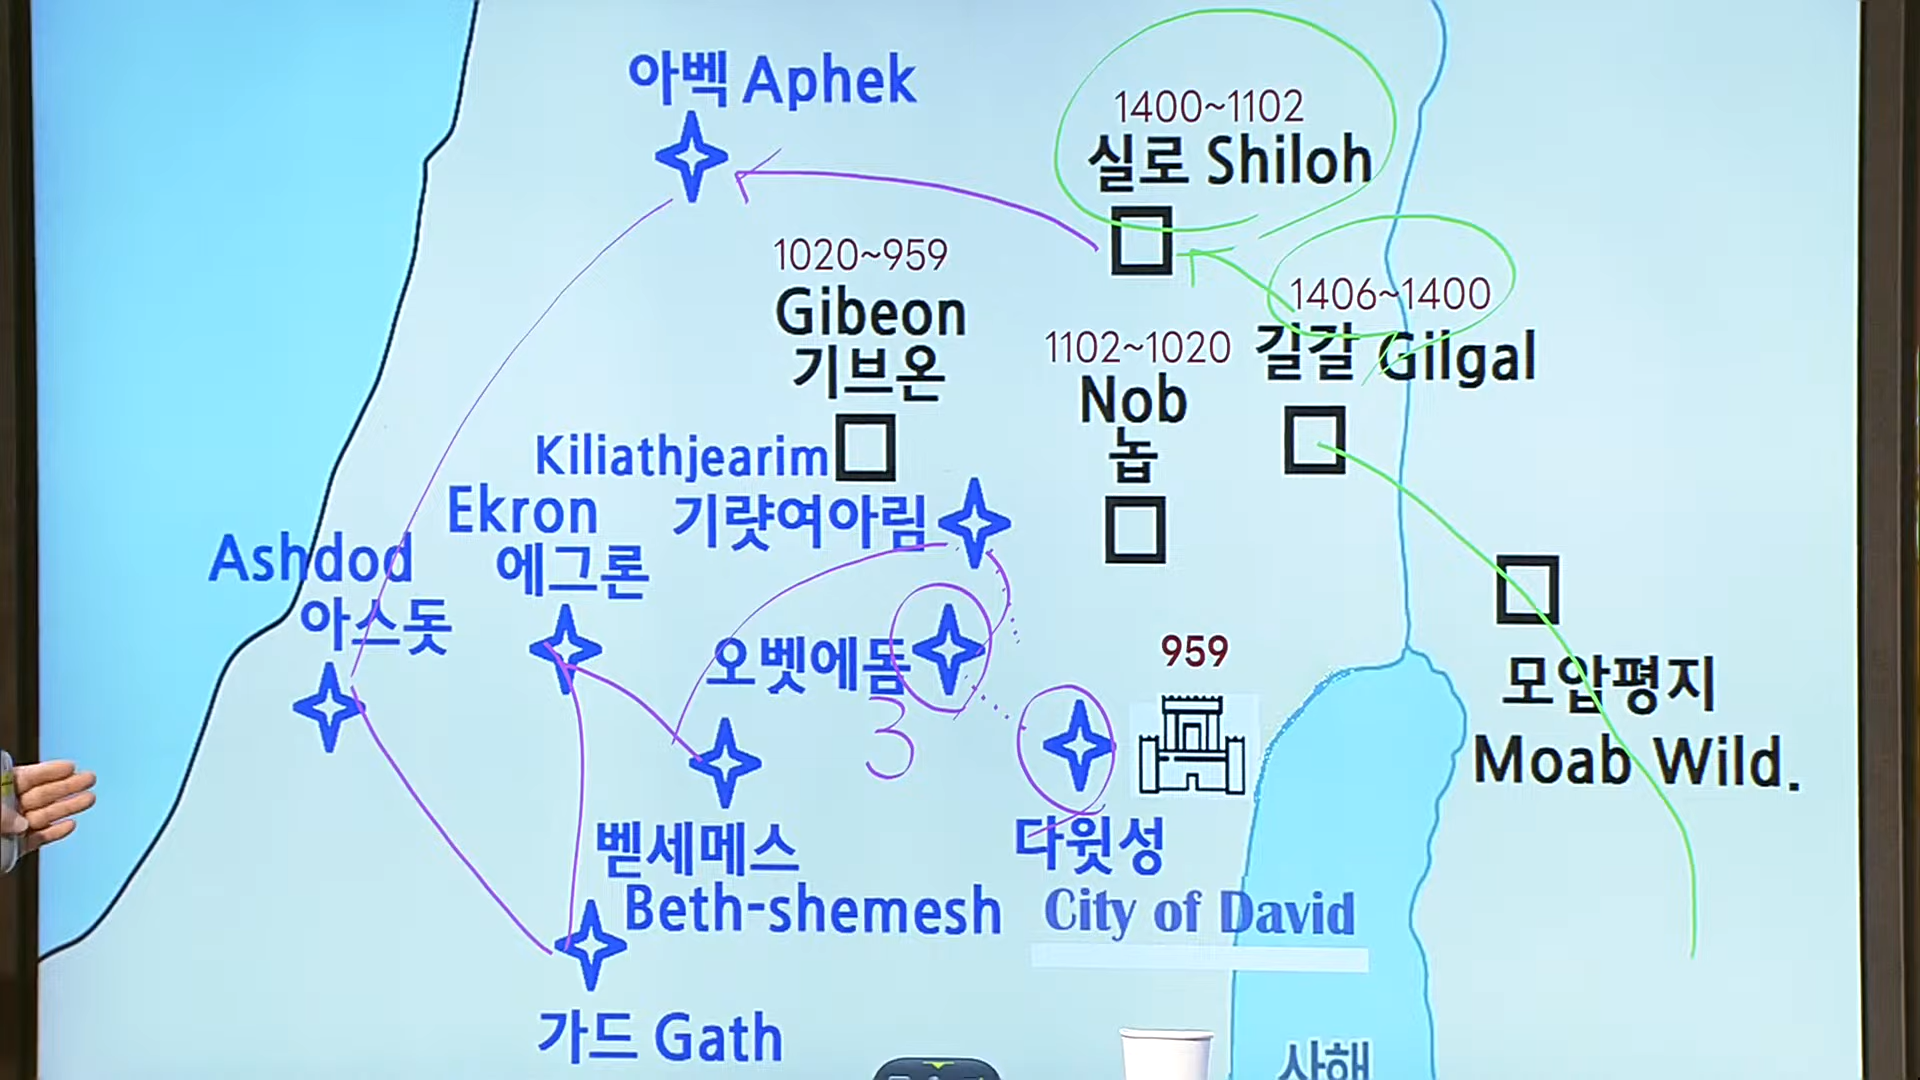 아벡 Aphek
1400~1102
실로 Shiloh
1020~959
Gibeon
기브온
1406~1400
길갈 Gilgal
1102~1020
Nob
놉
Kiliathjearim
기럇여아림
Ekron
에그론
Ashdod
아스돗
오벳에돔
3
959
모압평지
Moab Wild.
벧세메스
Beth-shemesh
다윗성
City of David
가드 Gath
사해